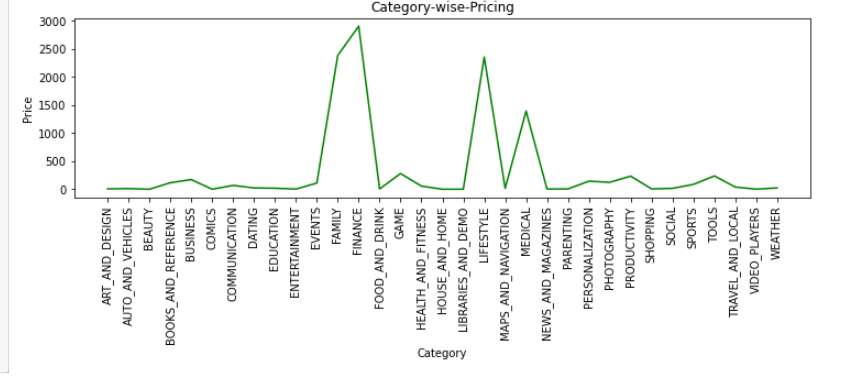 Category-wise-Pricing
3000
2500
2000
1500
1000
500
0
Price
ART_AND_DESIGN
AUTO_AND_VEHICLES
BEAUTY
BOOKS_AND_REFERENCE
BUSINESS
COMICS
COMMUNICATION
DATING
EDUCATION
ENTERTAINMENT
EVENTS
FAMILY
FINANCE
FOOD_AND_DRINK
GAME
HEALTH_AND_FITNESS
HOUSE_AND_HOME
LIBRARIES_AND_DEMO
LIFESTYLE
MAPS_AND_NAVIGATION
MEDICAL
NEWS_AND_MAGAZINES
PARENTING
PERSONALIZATION
PHOTOGRAPHY
PRODUCTIVITY
SHOPPING
SOCIAL
SPORTS
TOOLS
TRAVEL_AND_LOCAL
VIDEO_PLAYERS
WEATHER
Category